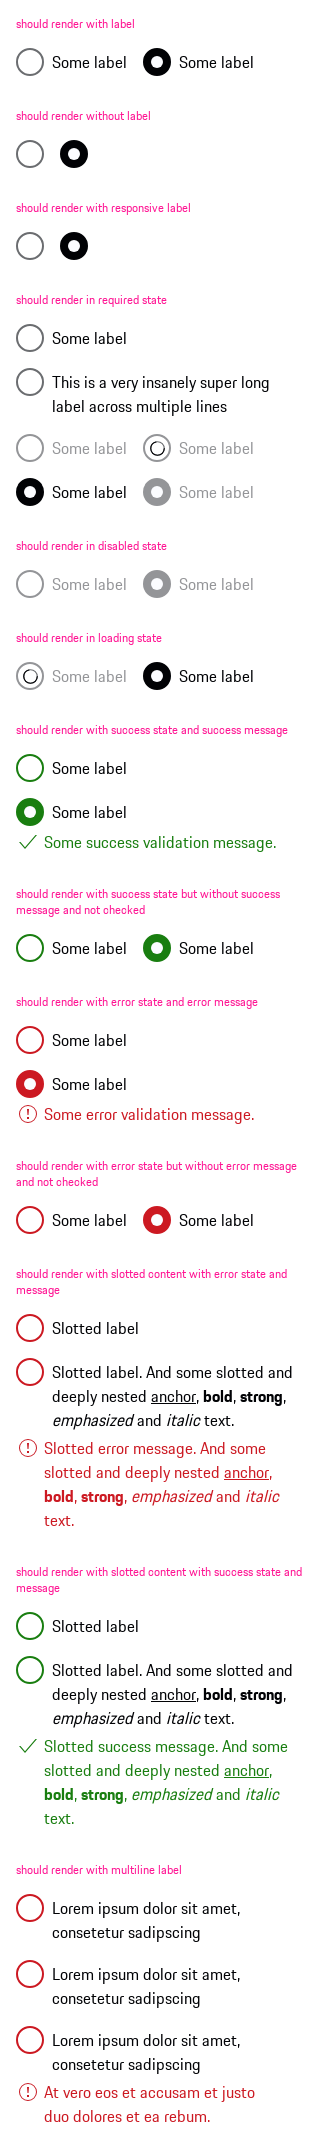 should render with label
Some label Some label
should render without label
should render with responsive label
should render in required state
Some label
This is a very insanely super long
label across multiple lines
Some label Some label
Some label Some label
should render in disabled state
Some label Some label
should render in loading state
Some label Some label
should render with success state and success message
Some label
Some label
Some success validation message.
should render with success state but without success
message and not checked
Some label Some label
should render with error state and error message
Some label
Some label
Some error validation message.
should render with error state but without error message
and not checked
Some label Some label
should render with slotted content with error state and
message
Slotted label
Slotted label. And some slotted and
deeply nested anchor, bold, strong,
emphasized and italic text.
Slotted error message. And some
slotted and deeply nested anchor,
bold, strong, emphasized and italic
text.
should render with slotted content with success state and
message
Slotted label
Slotted label. And some slotted and
deeply nested anchor, bold, strong,
emphasized and italic text.
Slotted success message. And some
slotted and deeply nested anchor,
bold, strong, emphasized and italic
text.
should render with multiline label
Lorem ipsum dolor sit amet,
consetetur sadipscing
Lorem ipsum dolor sit amet,
consetetur sadipscing
Lorem ipsum dolor sit amet,
consetetur sadipscing
At vero eos et accusam et justo
duo dolores et ea rebum.